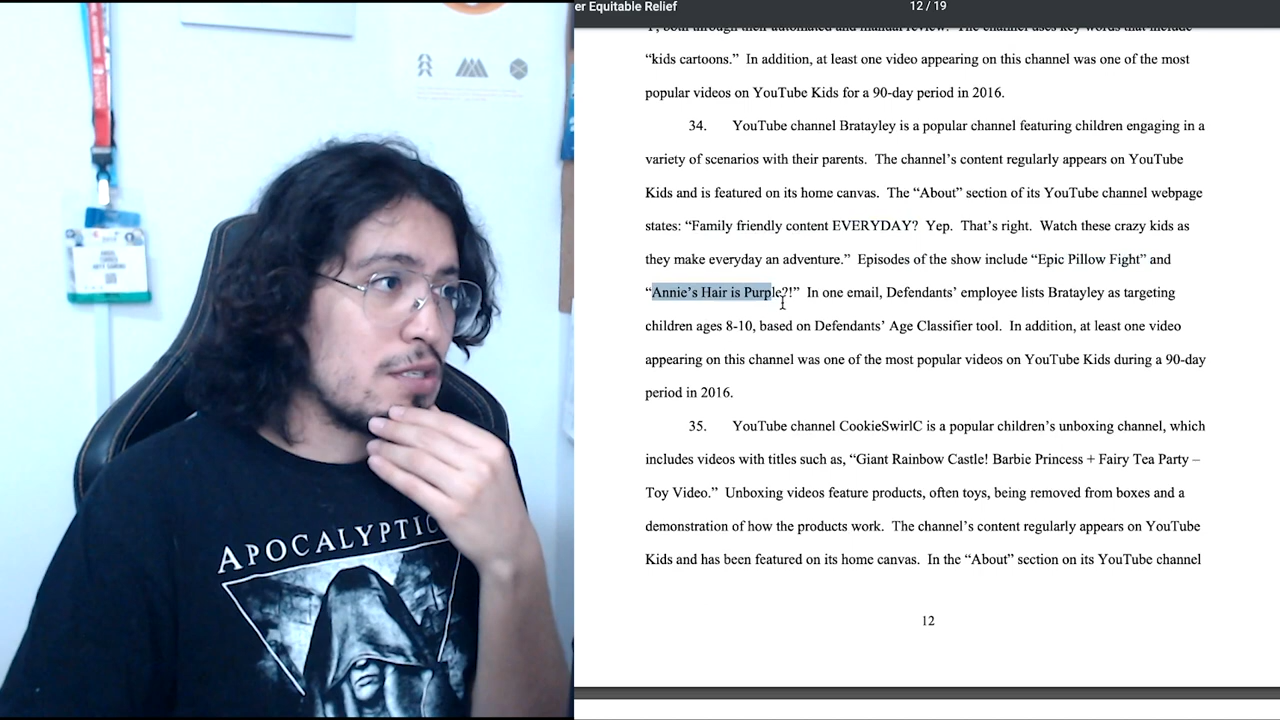 er Equitable Relief
12 / 19
“kids cartoons.” In addition, at least one video appearing on this channel was one of the most
popular videos on YouTube Kids for a 90-day period in 2016.
34. YouTube channel Bratayley is a popular channel featuring children engaging in a
variety of scenarios with their parents. The channel’s content regularly appears on YouTube
Kids and is featured on its home canvas. The “About” section of its YouTube channel webpage
states: “Family friendly content EVERYDAY? Yep. That’s right. Watch these crazy kids as
they make everyday an adventure.” Episodes of the show include “Epic Pillow Fight” and
“Annie’s Hair is Purple?!” In one email, Defendants’ employee lists Bratayley as targeting
children ages 8-10, based on Defendants’ Age Classifier tool. In addition, at least one video
appearing on this channel was one of the most popular videos on YouTube Kids during a 90-day
period in 2016.
35. YouTube channel CookieSwirlC is a popular children’s unboxing channel, which
includes videos with titles such as, “Giant Rainbow Castle! Barbie Princess + Fairy Tea Party –
Toy Video.” Unboxing videos feature products, often toys, being removed from boxes and a
demonstration of how the products work. The channel’s content regularly appears on YouTube
Kids and has been featured on its home canvas. In the “About” section on its YouTube channel
12
APOCALYPTIC